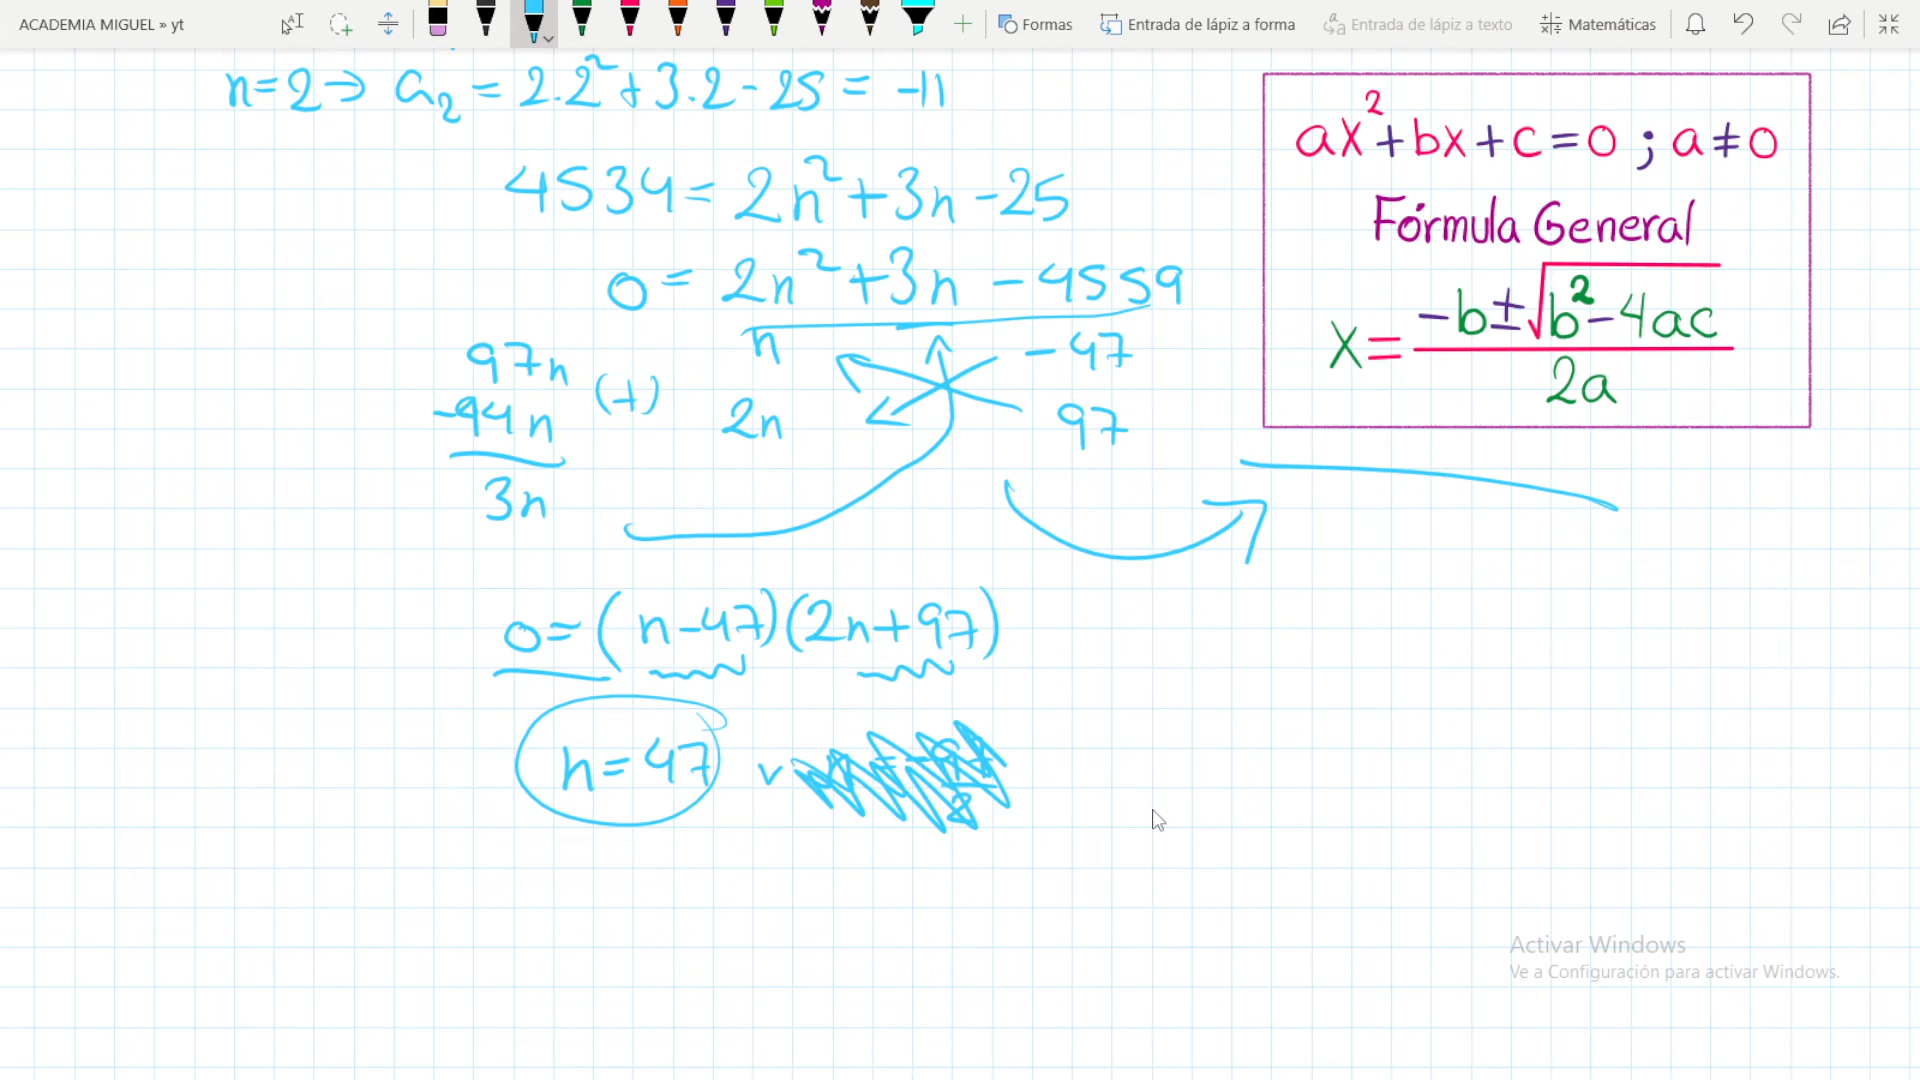 ACADEMIA MIGUEL » yt
Formas
Entrada de lápiz a forma
Entrada de lápiz a texto
Matemáticas
n=2 → a₂ = 2.2²+3.2-25 = -11
4534 = 2n²+3n-25
0 = 2n²+3n-4559
n -47
2n 97
97n
-94n (+)
3n
0=(n-47)(2n+97)
n=47 v
ax²+bx+c=0 ; a≠0
Fórmula General
x= -b±√b²-4ac
2a
Activar Windows
Ve a Configuración para activar Windows.